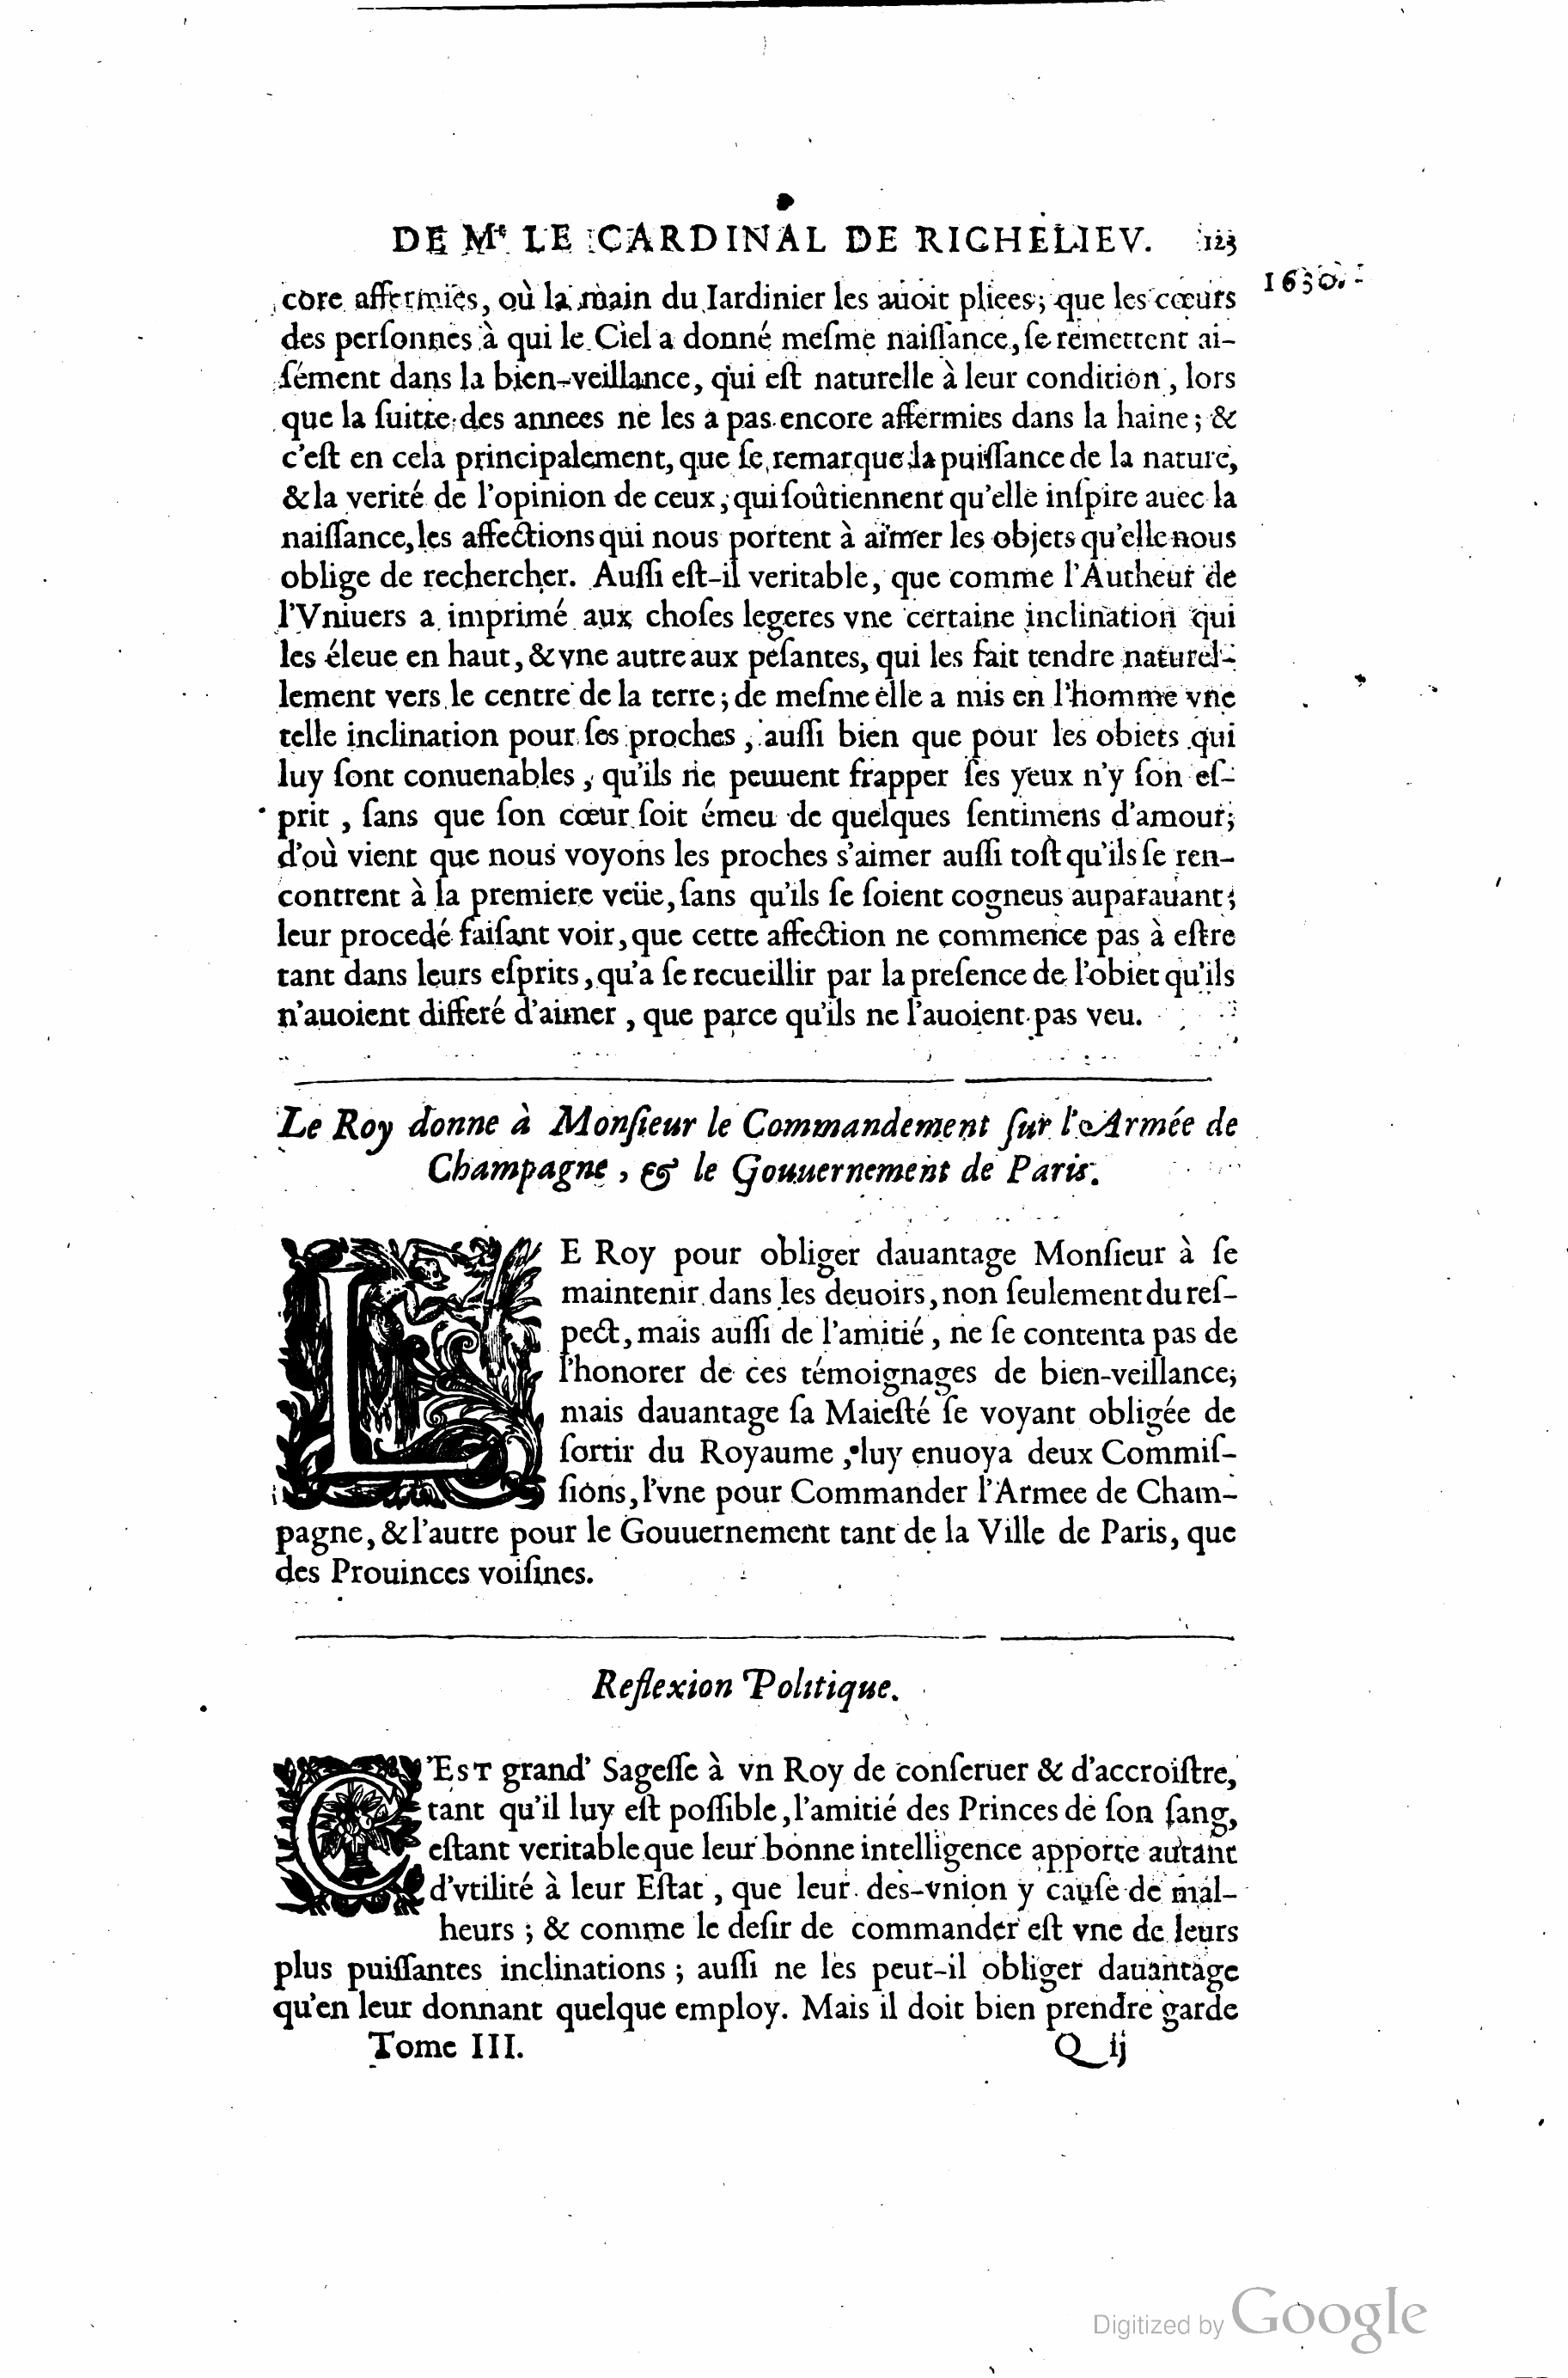 DE Mr. LE CARDINAL DE RICHELIEV. 123
1630.
core affermies, où la main du Iardinier les auoit pliees; que les cœurs
des perſonnes à qui le Ciel a donné meſme naiſſance, ſe remettent ai-
ſément dans la bien-veillance, qui eſt naturelle à leur condition, lors
que la ſuitte des annees ne les a pas encore affermies dans la haine; &
c'eſt en cela principalement, que ſe remarque la puiſſance de la nature,
& la verité de l'opinion de ceux, qui ſoûtiennent qu'elle inſpire auec la
naiſſance, les affections qui nous portent à aimer les objets qu'elle nous
oblige de rechercher. Auſſi eſt-il veritable, que comme l'Autheur de
l'Vniuers a imprimé aux choſes legeres vne certaine inclination qui
les éleue en haut, & vne autre aux peſantes, qui les fait tendre naturel-
lement vers le centre de la terre; de meſme elle a mis en l'homme vne
telle inclination pour ſes proches, auſſi bien que pour les obiets qui
luy ſont conuenables, qu'ils ne peuuent frapper ſes yeux n'y ſon eſ-
prit, ſans que ſon cœur ſoit émeu de quelques ſentimens d'amour;
d'où vient que nous voyons les proches s'aimer auſſi toſt qu'ils ſe ren-
contrent à la premiere veüe, ſans qu'ils ſe ſoient cogneus auparauant;
leur procedé faiſant voir, que cette affection ne commence pas à eſtre
tant dans leurs eſprits, qu'a ſe recueillir par la preſence de l'obiet qu'ils
n'auoient differé d'aimer, que parce qu'ils ne l'auoient pas veu.
Le Roy donne à Monſieur le Commandement ſur l'Armée de
Champagne, & le Gouuernement de Paris.
LE Roy pour obliger dauantage Monſieur à ſe
maintenir dans les deuoirs, non ſeulement du reſ-
pect, mais auſſi de l'amitié, ne ſe contenta pas de
l'honorer de ces témoignages de bien-veillance;
mais dauantage ſa Maieſté ſe voyant obligée de
ſortir du Royaume, luy enuoya deux Commiſ-
ſions, l'vne pour Commander l'Armee de Cham-
pagne, & l'autre pour le Gouuernement tant de la Ville de Paris, que
des Prouinces voiſines.
Reflexion Politique.
C'EST grand' Sageſſe à vn Roy de conſeruer & d'accroiſtre,
tant qu'il luy eſt poſſible, l'amitié des Princes de ſon ſang,
eſtant veritable que leur bonne intelligence apporte autant
d'vtilité à leur Eſtat, que leur des-vnion y cauſe de mal-
heurs; & comme le deſir de commander eſt vne de leurs
plus puiſſantes inclinations; auſſi ne les peut-il obliger dauantage
qu'en leur donnant quelque employ. Mais il doit bien prendre garde
Tome III. Q ij
Digitized by Google